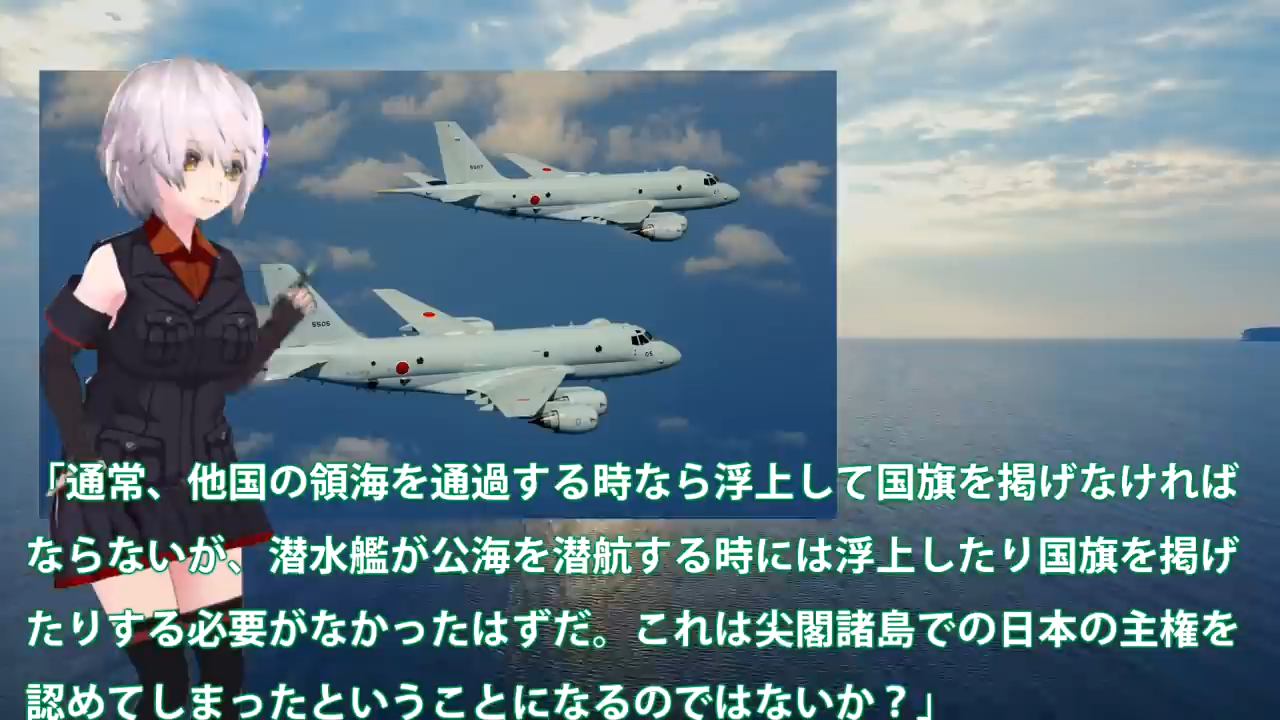 5507
5505
05
「通常、他国の領海を通過する時なら浮上して国旗を掲げなければ
ならないが、潜水艦が公海を潜航する時には浮上したり国旗を掲げ
たりする必要がなかったはずだ。これは尖閣諸島での日本の主権を
認めてしまったということになるのではないか？」